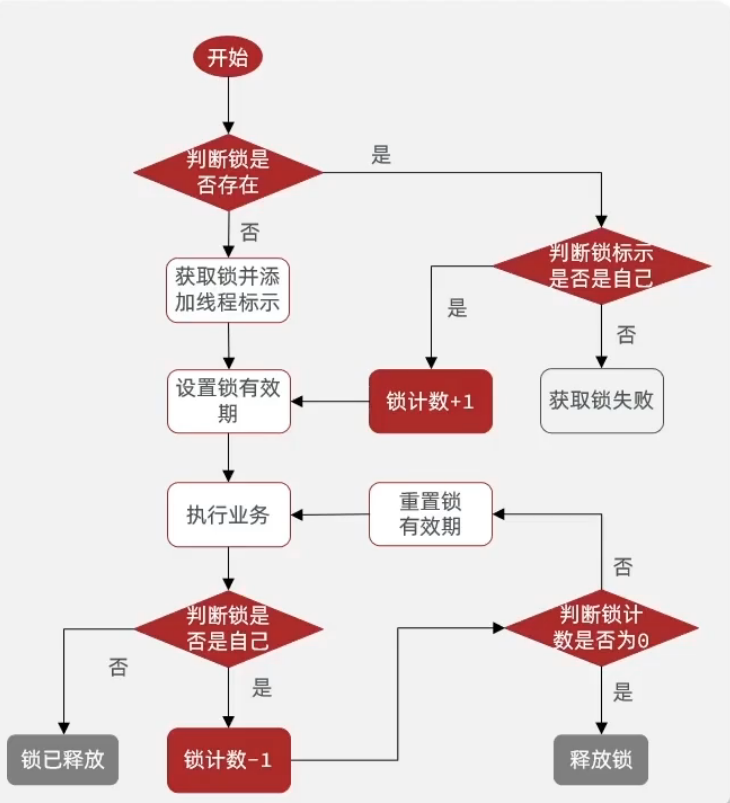 开始
判断锁是
否存在
是
否
获取锁并添
加线程标示
判断锁标示
是否是自己
是
否
设置锁有效
期
锁计数+1
获取锁失败
执行业务
重置锁
有效期
否
判断锁是
否是自己
判断锁计
数是否为0
否
是
是
锁已释放
锁计数-1
释放锁